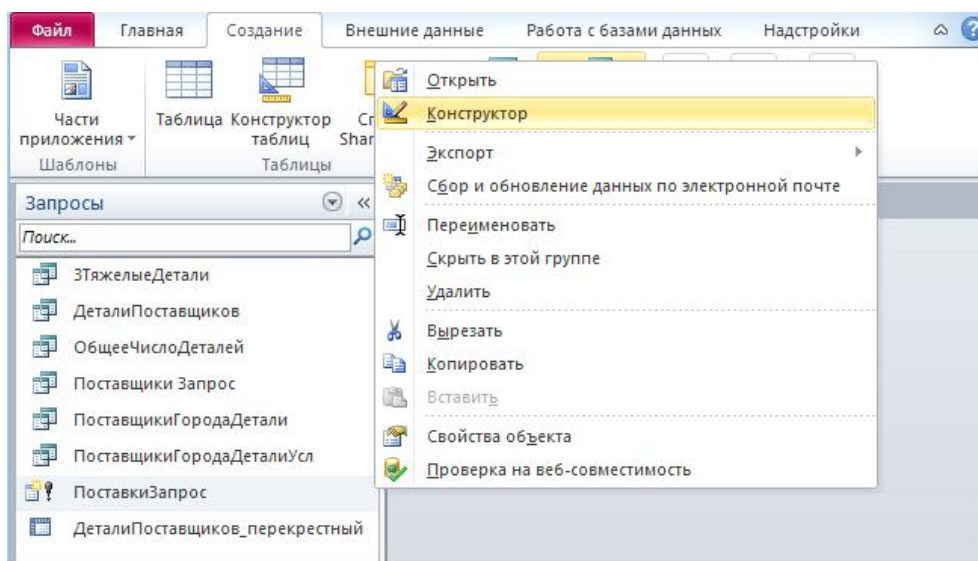 Файл Главная Создание Внешние данные Работа с базами данных Надстройки
Части приложения
Таблица
Конструктор таблиц
Шаблоны
Таблицы
Открыть
Конструктор
Экспорт
Сбор и обновление данных по электронной почте
Переименовать
Скрыть в этой группе
Удалить
Вырезать
Копировать
Вставить
Свойства объекта
Проверка на веб-совместимость
Запросы
Поиск...
3ТяжелыеДетали
ДеталиПоставщиков
ОбщееЧислоДеталей
Поставщики Запрос
ПоставщикиГородаДетали
ПоставщикиГородаДеталиУсл
ПоставкиЗапрос
ДеталиПоставщиков_перекрестный